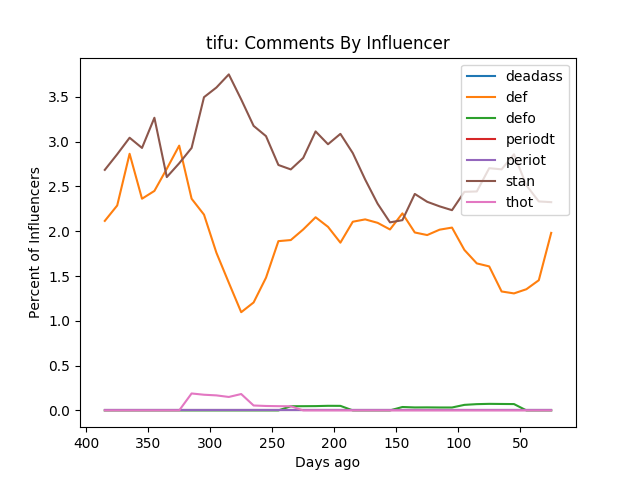 tifu: Comments By Influencer
deadass
def
defo
periodt
periot
stan
thot
Percent of Influencers
3.5
3.0
2.5
2.0
1.5
1.0
0.5
0.0
400 350 300 250 200 150 100 50
Days ago